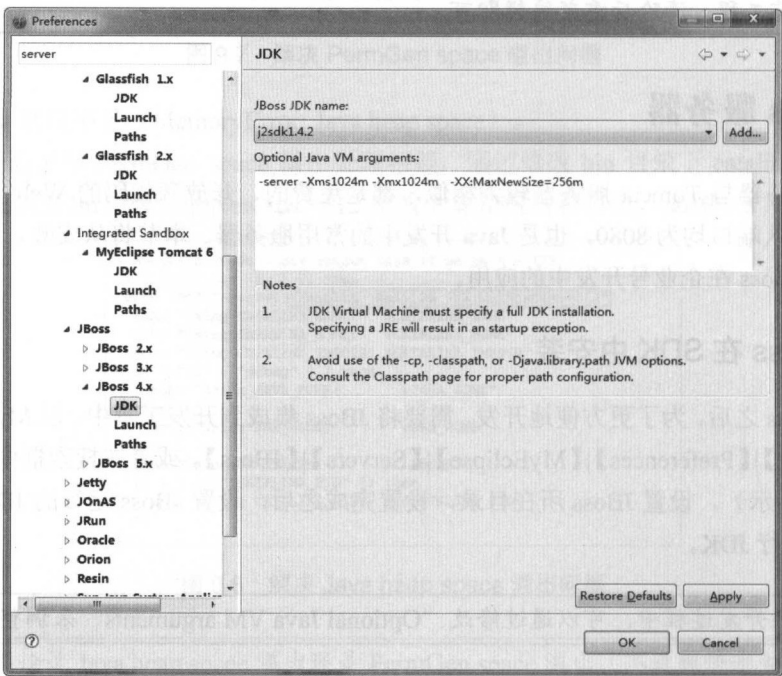 Preferences
server
JDK
Glassfish 1.x
JDK
Launch
Paths
Glassfish 2.x
JDK
Launch
Paths
Integrated Sandbox
MyEclipse Tomcat 6
JDK
Launch
Paths
JBoss
JBoss 2.x
JBoss 3.x
JBoss 4.x
JDK
Launch
Paths
JBoss 5.x
Jetty
JOnAS
JRun
Oracle
Orion
Resin
JBoss JDK name:
j2sdk1.4.2
Add...
Optional Java VM arguments:
-server -Xms1024m -Xmx1024m -XX:MaxNewSize=256m
Notes
1. JDK Virtual Machine must specify a full JDK installation.
Specifying a JRE will result in an startup exception.
2. Avoid use of the -cp, -classpath, or -Djava.library.path JVM options.
Consult the Classpath page for proper path configuration.
Restore Defaults
Apply
OK
Cancel